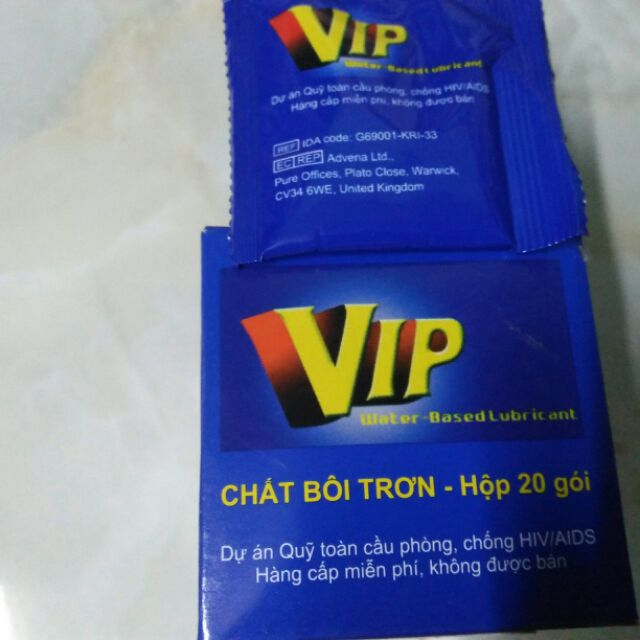 VIP
Water-Based Lubricant
Dự án Quỹ toàn cầu phòng, chống HIV/AIDS
Hàng cấp miễn phí, không được bán
REF IDA code: G69001-KRI-33
EC REP Advena Ltd.,
Pure Offices, Plato Close, Warwick,
CV34 6WE, United Kingdom
VIP
Water-Based Lubricant
CHẤT BÔI TRƠN - Hộp 20 gói
Dự án Quỹ toàn cầu phòng, chống HIV/AIDS
Hàng cấp miễn phí, không được bán